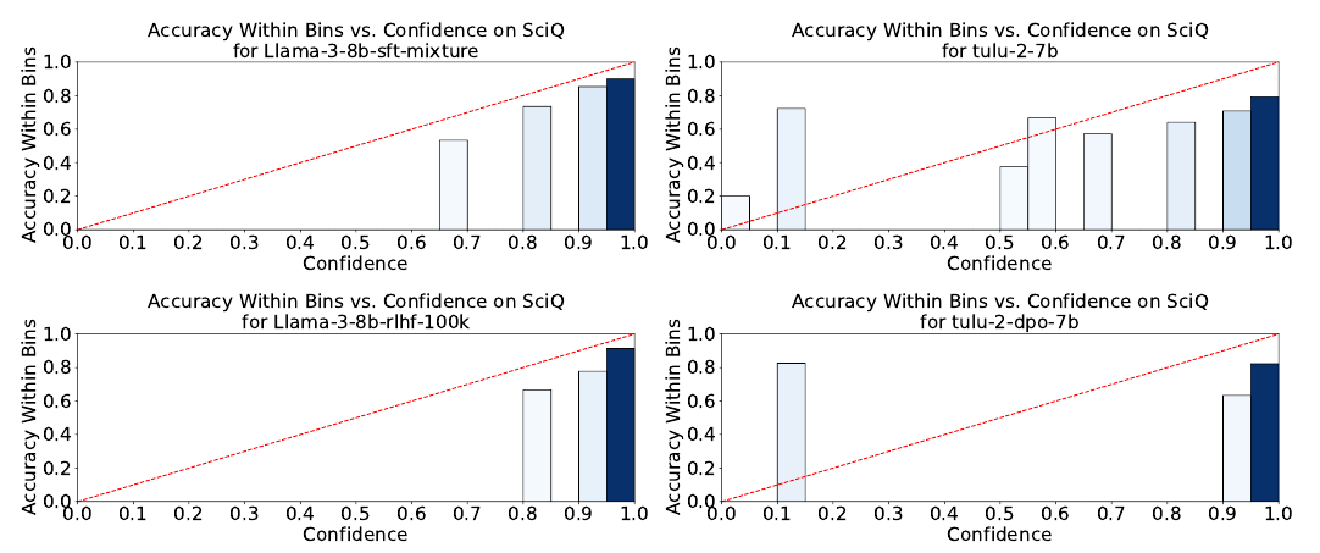 Accuracy Within Bins vs. Confidence on SciQ
for Llama-3-8b-sft-mixture
Accuracy Within Bins
1.0
0.8
0.6
0.4
0.2
0.0
0.0 0.1 0.2 0.3 0.4 0.5 0.6 0.7 0.8 0.9 1.0
Confidence
Accuracy Within Bins vs. Confidence on SciQ
for tulu-2-7b
Accuracy Within Bins
1.0
0.8
0.6
0.4
0.2
0.0
0.0 0.1 0.2 0.3 0.4 0.5 0.6 0.7 0.8 0.9 1.0
Confidence
Accuracy Within Bins vs. Confidence on SciQ
for Llama-3-8b-rlhf-100k
Accuracy Within Bins
1.0
0.8
0.6
0.4
0.2
0.0
0.0 0.1 0.2 0.3 0.4 0.5 0.6 0.7 0.8 0.9 1.0
Confidence
Accuracy Within Bins vs. Confidence on SciQ
for tulu-2-dpo-7b
Accuracy Within Bins
1.0
0.8
0.6
0.4
0.2
0.0
0.0 0.1 0.2 0.3 0.4 0.5 0.6 0.7 0.8 0.9 1.0
Confidence